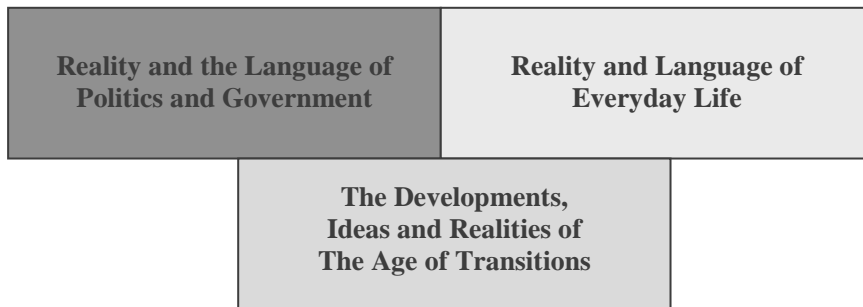 Reality and the Language of
Politics and Government
Reality and Language of
Everyday Life
The Developments,
Ideas and Realities of
The Age of Transitions